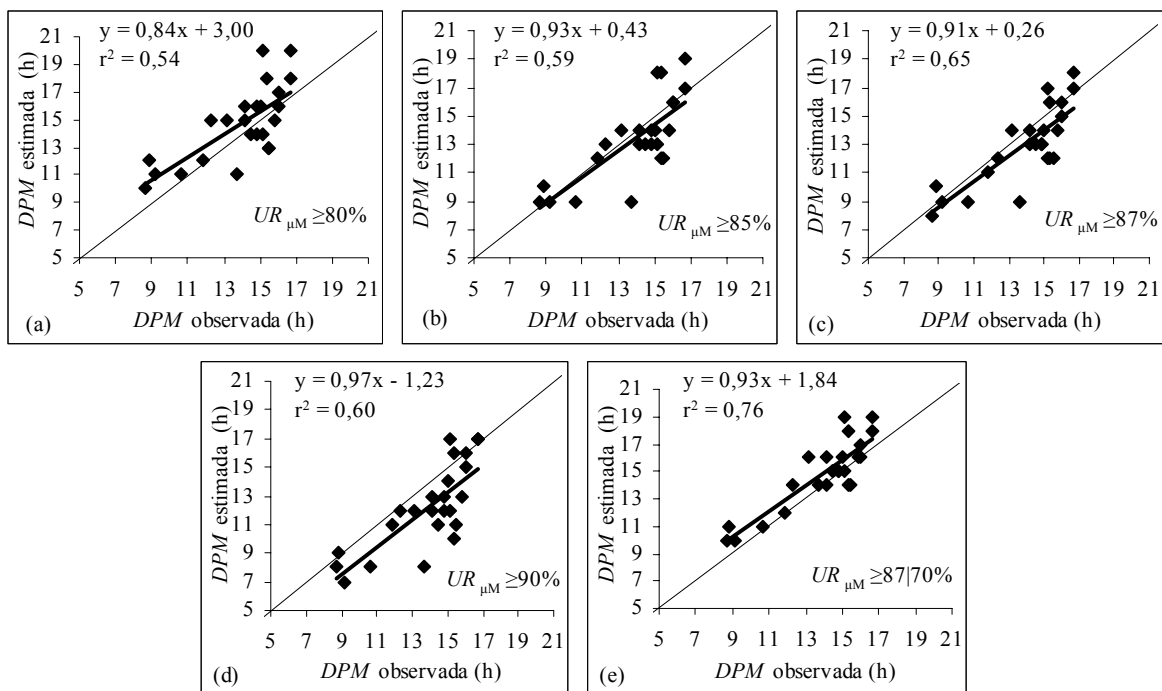 y = 0,84x + 3,00
r² = 0,54
21
19
17
15
13
11
9
7
5
DPM estimada (h)
UR μM ≥80%
5 7 9 11 13 15 17 19 21
(a)
DPM observada (h)
y = 0,93x + 0,43
r² = 0,59
21
19
17
15
13
11
9
7
5
DPM estimada (h)
UR μM ≥85%
5 7 9 11 13 15 17 19 21
(b)
DPM observada (h)
y = 0,91x + 0,26
r² = 0,65
21
19
17
15
13
11
9
7
5
DPM estimada (h)
UR μM ≥87%
5 7 9 11 13 15 17 19 21
(c)
DPM observada (h)
y = 0,97x - 1,23
r² = 0,60
21
19
17
15
13
11
9
7
5
DPM estimada (h)
UR μM ≥90%
5 7 9 11 13 15 17 19 21
(d)
DPM observada (h)
y = 0,93x + 1,84
r² = 0,76
21
19
17
15
13
11
9
7
5
DPM estimada (h)
UR μM ≥87|70%
5 7 9 11 13 15 17 19 21
(e)
DPM observada (h)